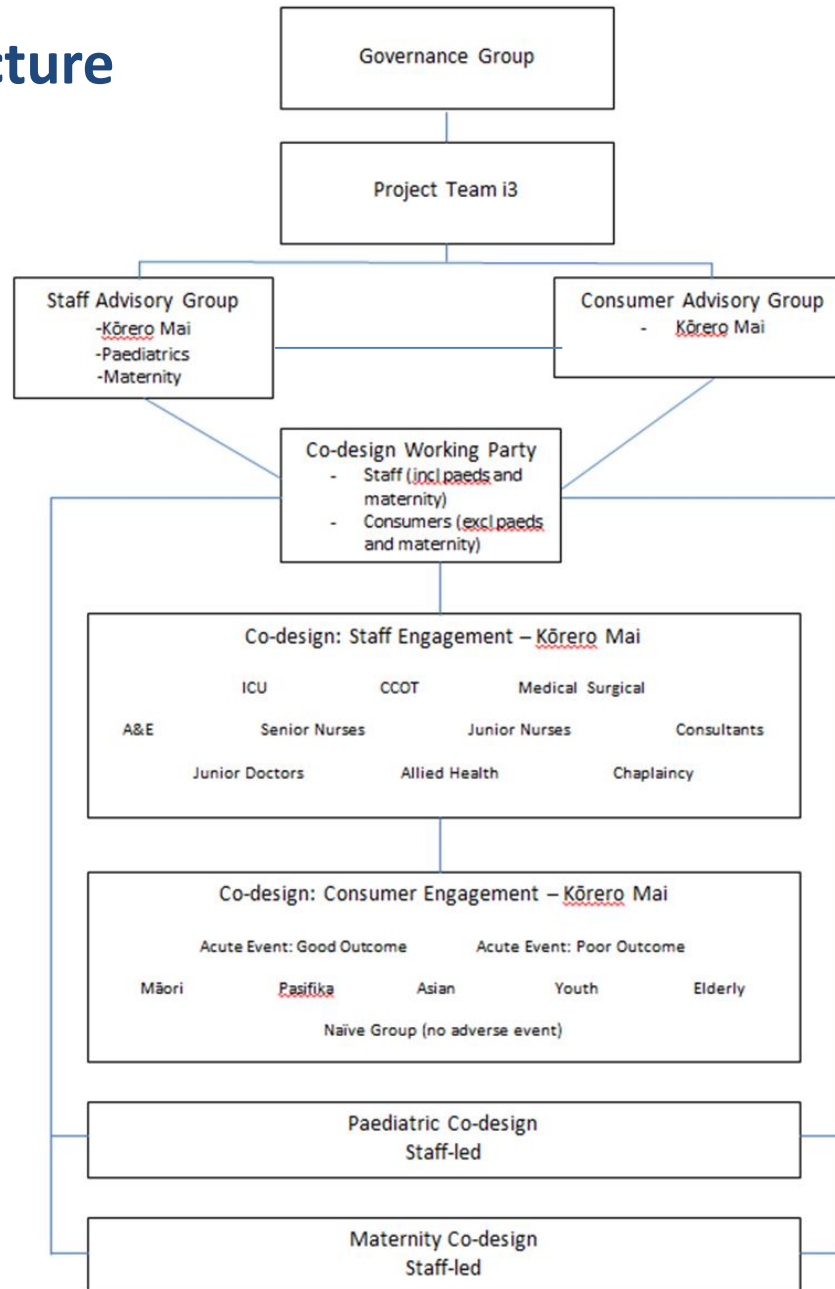 cture
Governance Group
Project Team i3
Staff Advisory Group
-Kōrero Mai
-Paediatrics
-Maternity
Consumer Advisory Group
- Kōrero Mai
Co-design Working Party
- Staff (incl paeds and
maternity)
- Consumers (excl paeds
and maternity)
Co-design: Staff Engagement – Kōrero Mai
ICU CCOT Medical Surgical
A&E Senior Nurses Junior Nurses Consultants
Junior Doctors Allied Health Chaplaincy
Co-design: Consumer Engagement – Kōrero Mai
Acute Event: Good Outcome Acute Event: Poor Outcome
Māori Pasifika Asian Youth Elderly
Naïve Group (no adverse event)
Paediatric Co-design
Staff-led
Maternity Co-design
Staff-led